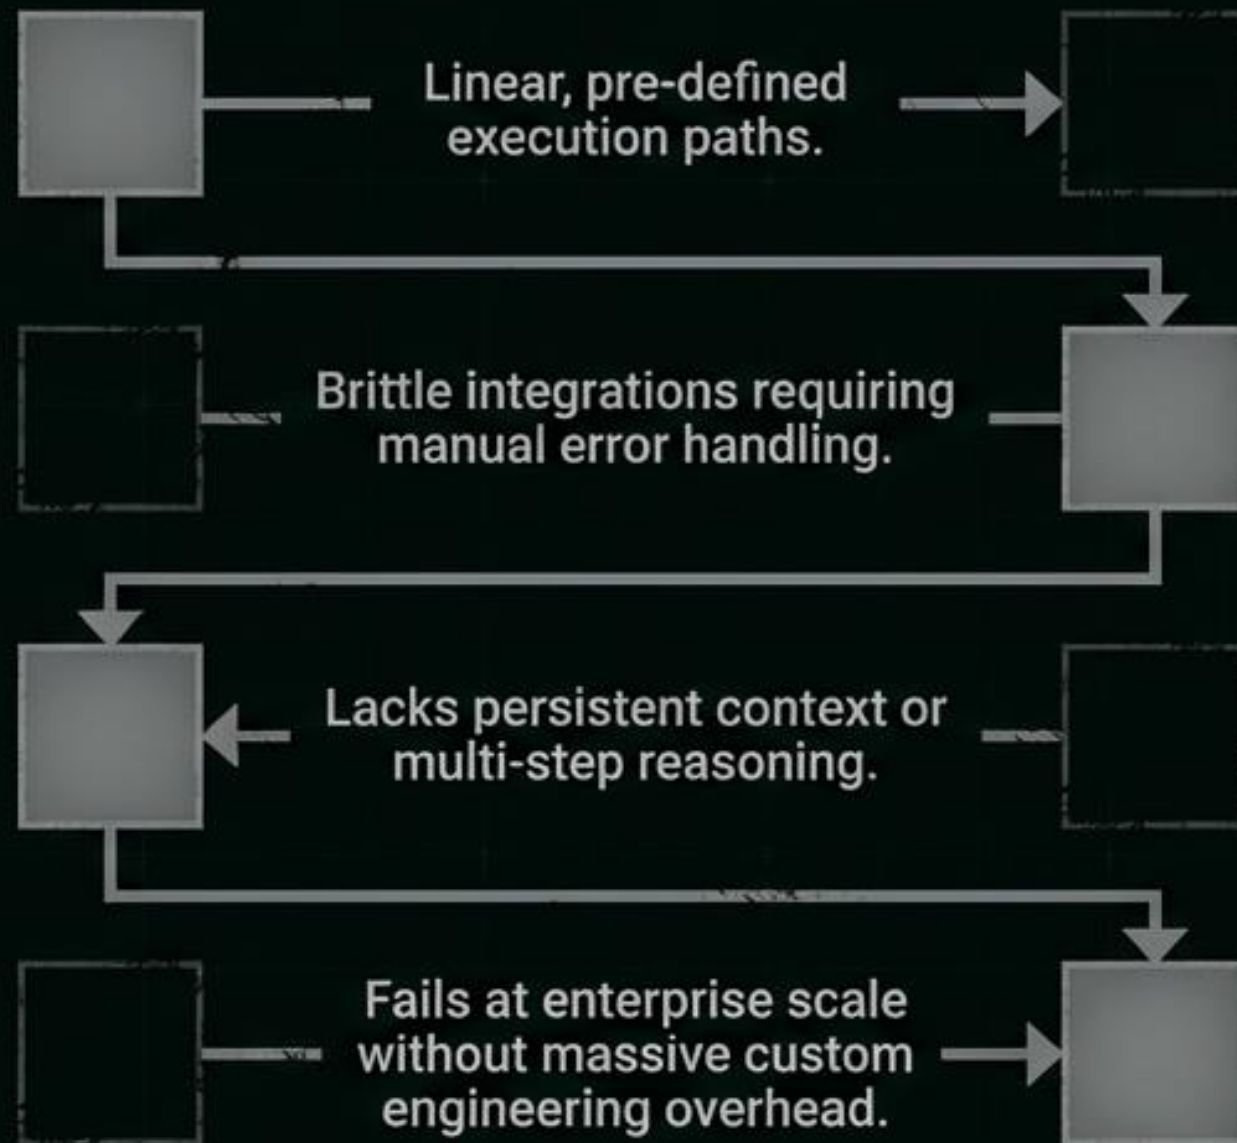 Linear, pre-defined
execution paths.
Brittle integrations requiring
manual error handling.
Lacks persistent context or
multi-step reasoning.
Fails at enterprise scale
without massive custom
engineering overhead.